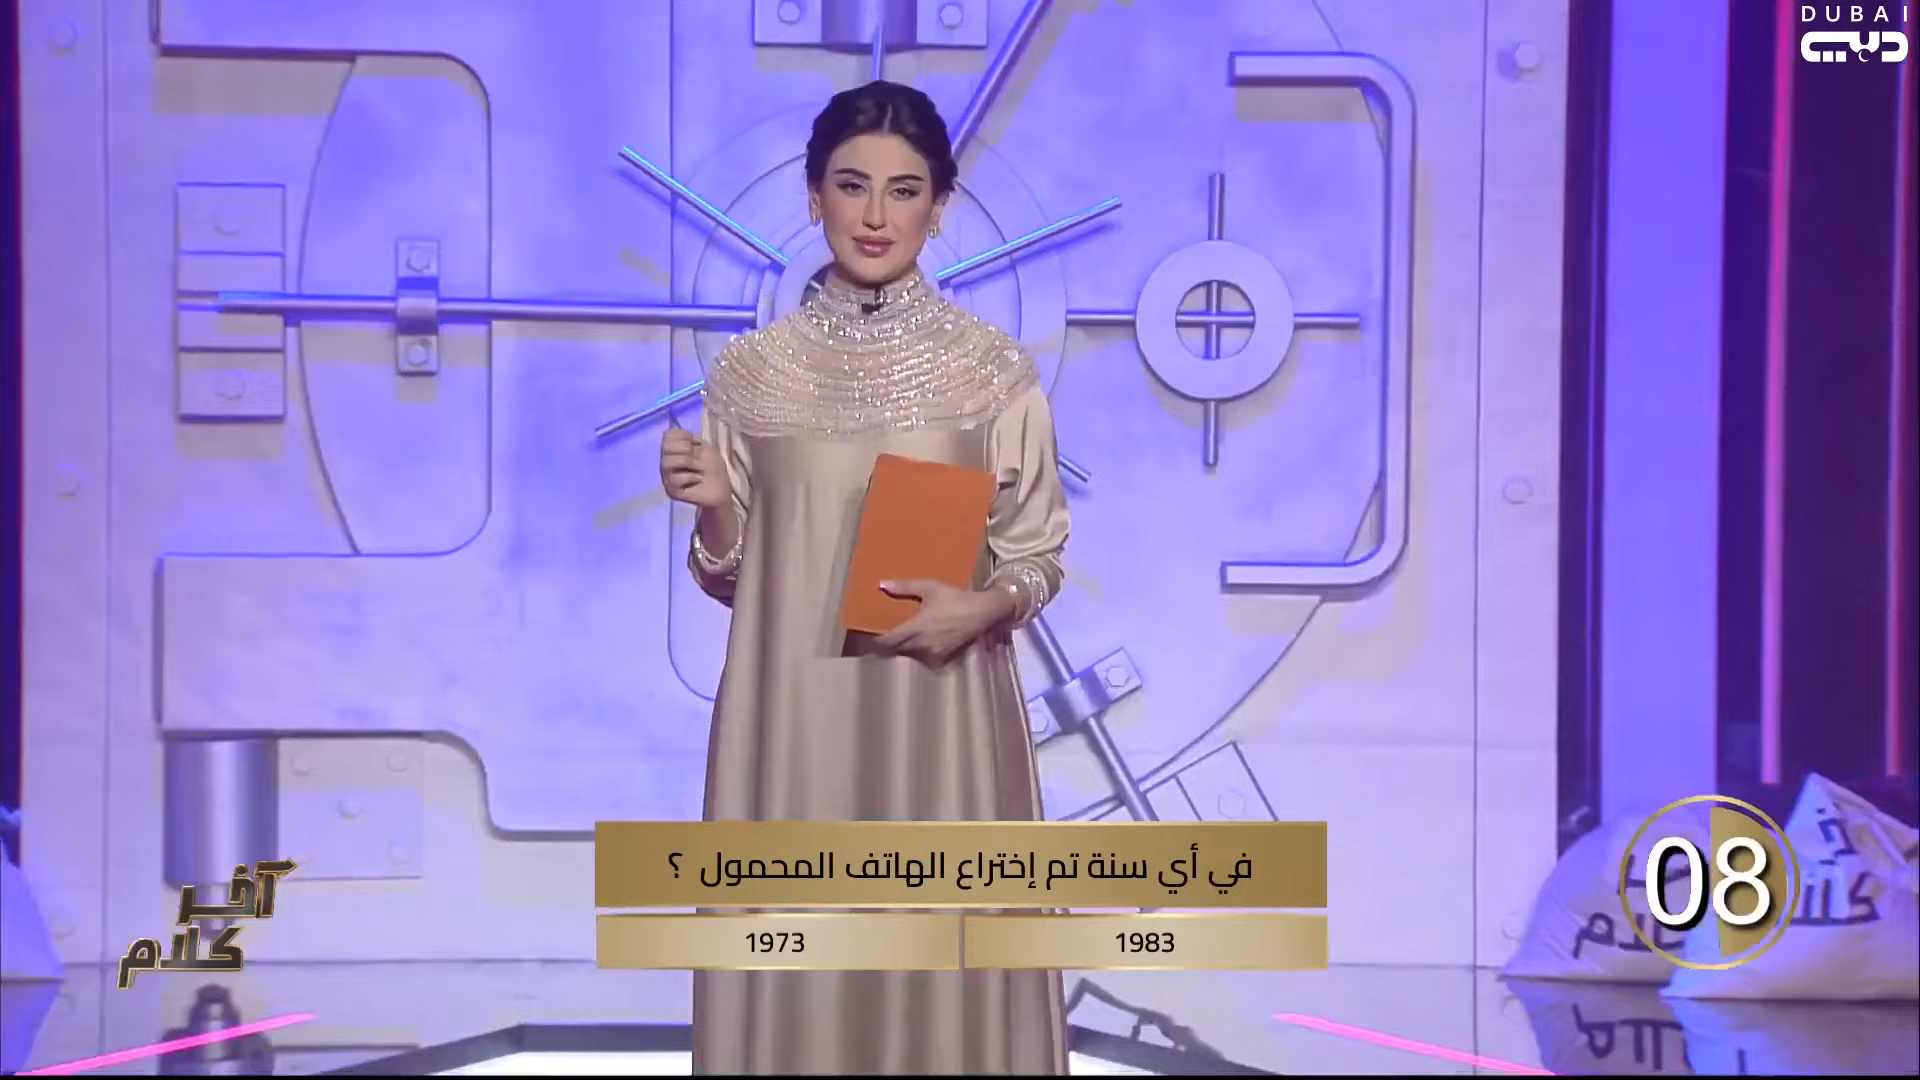 DUBAI
دبي
في أي سنة تم إختراع الهاتف المحمول ؟
1983
1973
08
آخر
كلام